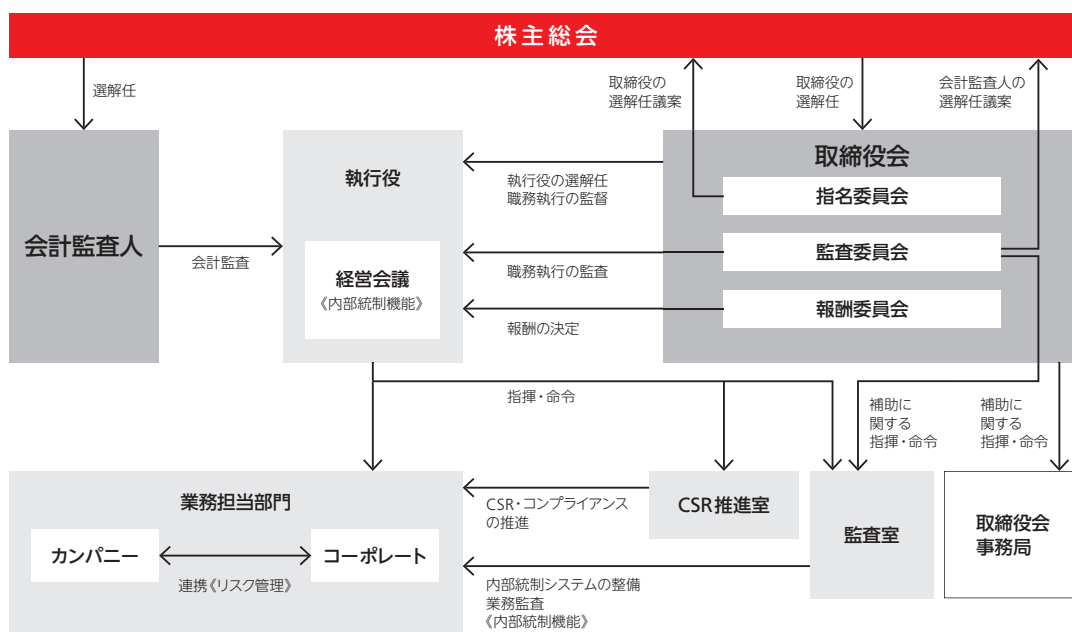 株主総会
選解任
取締役の
選解任議案
取締役の
選解任
会計監査人の
選解任議案
会計監査人
会計監査
執行役
経営会議
《内部統制機能》
執行役の選解任
職務執行の監督
職務執行の監査
報酬の決定
取締役会
指名委員会
監査委員会
報酬委員会
指揮・命令
補助に
関する
指揮・命令
補助に
関する
指揮・命令
業務担当部門
カンパニー
コーポレート
連携《リスク管理》
CSR・コンプライアンス
の推進
CSR推進室
内部統制システムの整備
業務監査
《内部統制機能》
監査室
取締役会
事務局